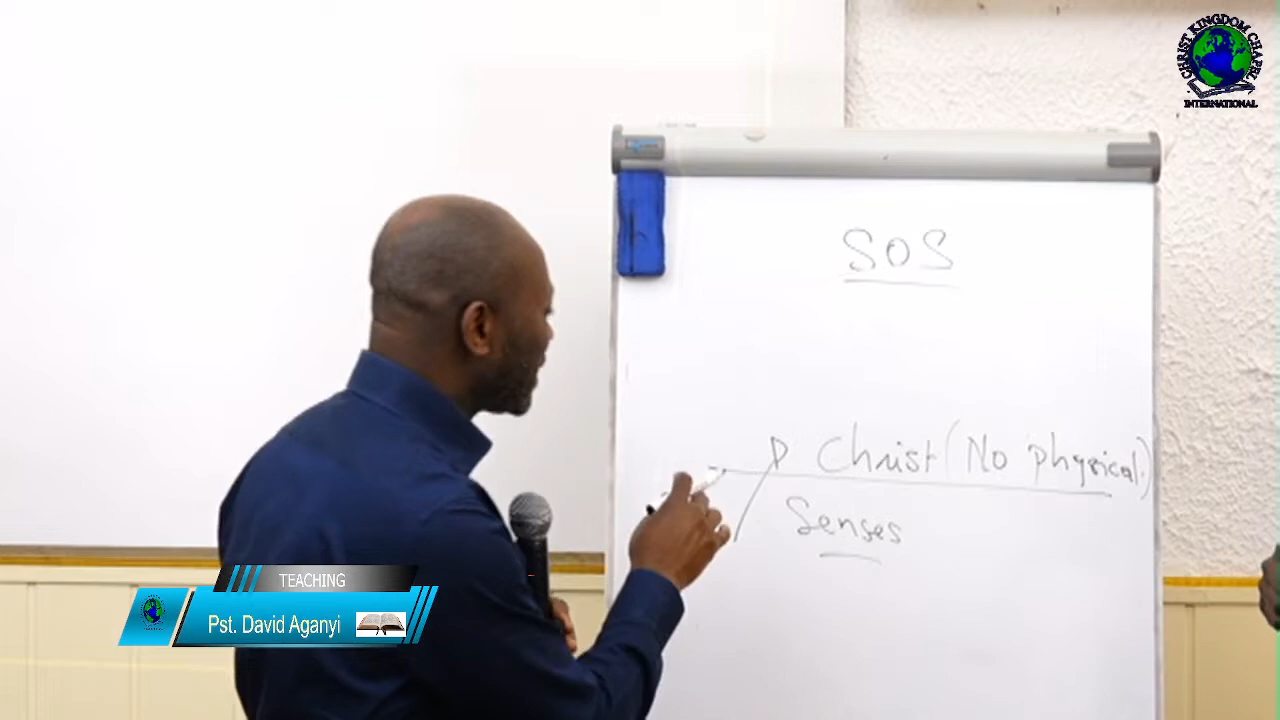 CHRIST KINGDOM CHAPEL
INTERNATIONAL
SOS
Christ (No physical.)
Senses
TEACHING
Pst. David Aganyi